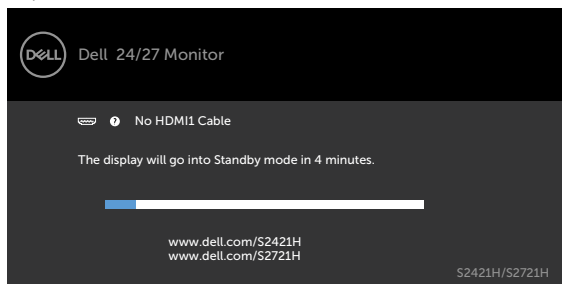 DELL
Dell 24/27 Monitor
? No HDMI1 Cable
The display will go into Standby mode in 4 minutes.
www.dell.com/S2421H
www.dell.com/S2721H
S2421H/S2721H